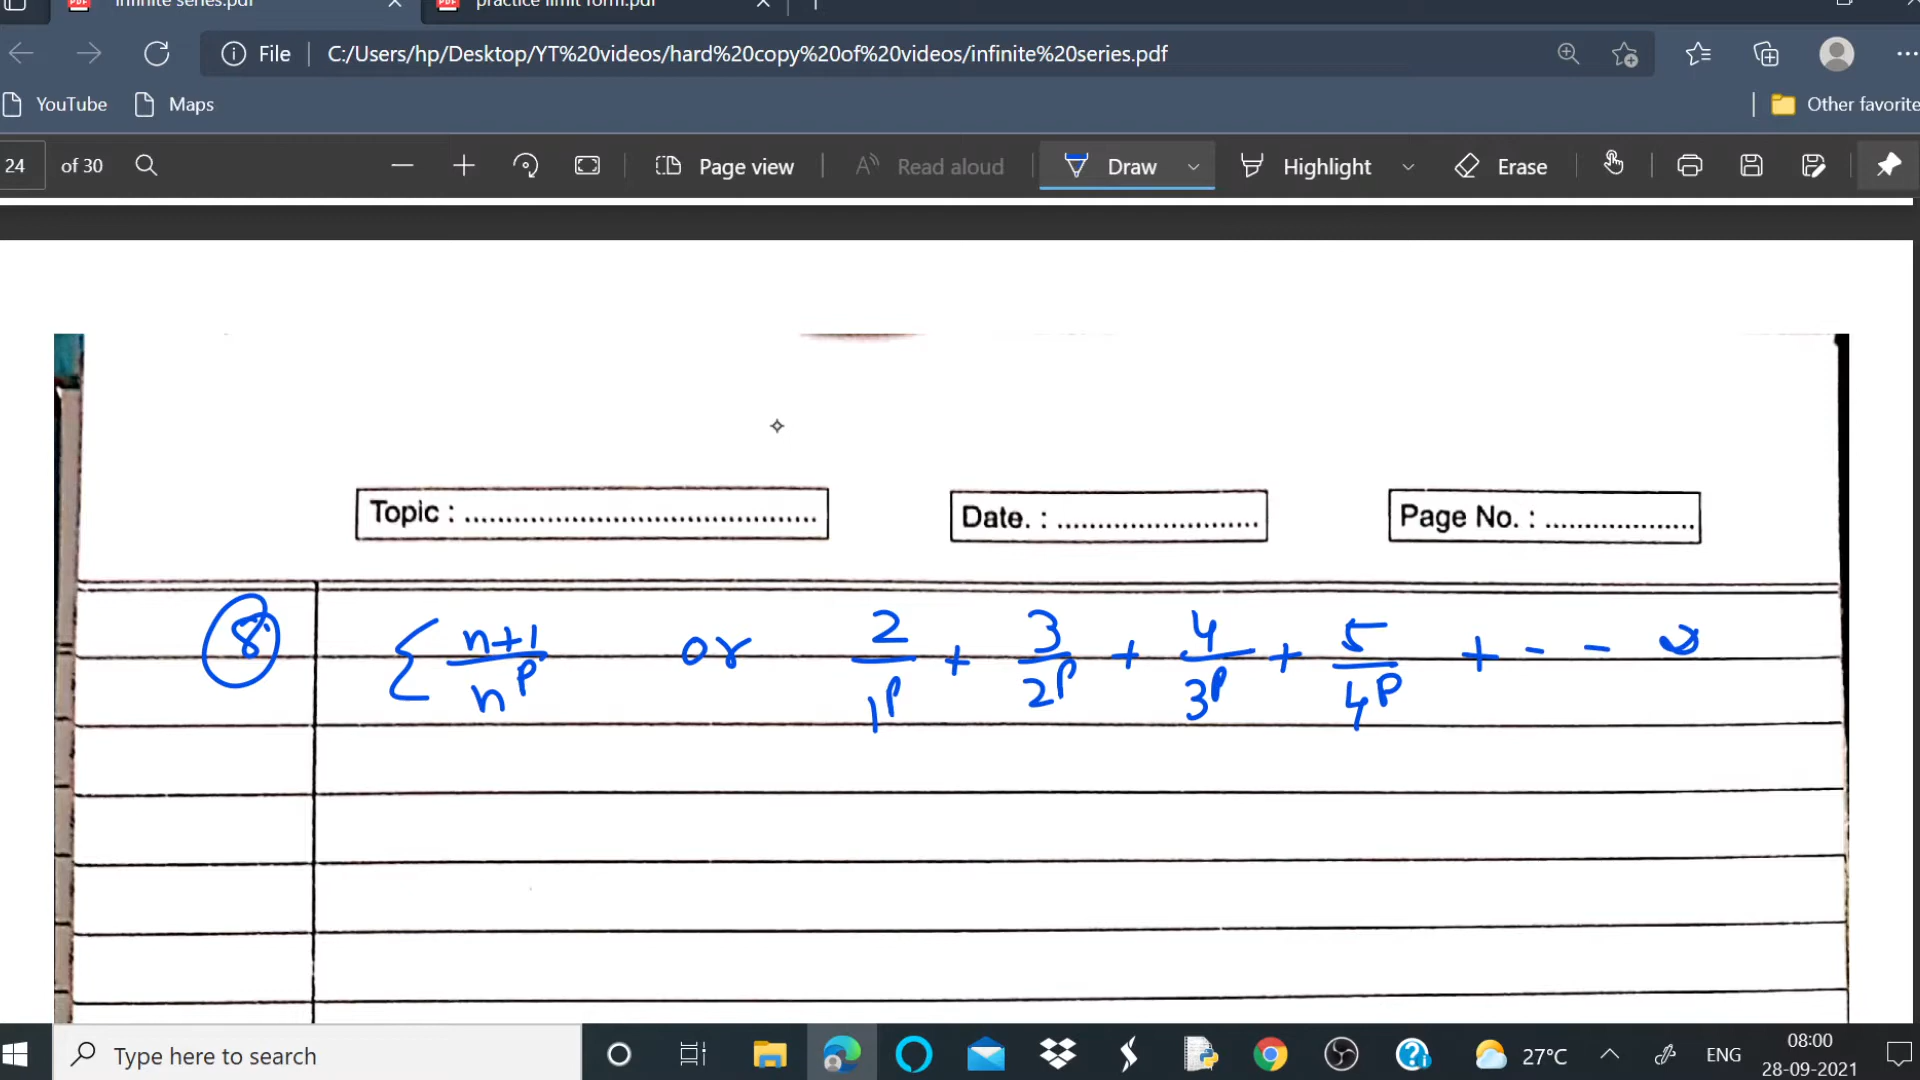 infinite series.pdf
practice limit form.pdf
File C:/Users/hp/Desktop/YT%20videos/hard%20copy%20of%20videos/infinite%20series.pdf
YouTube Maps Other favorite
24 of 30 Page view Read aloud Draw Highlight Erase
Topic : ........................................ Date. : ........................ Page No. : ..................
8. Σ (n+1)/n^p or 2/1^p + 3/2^p + 4/3^p + 5/4^p + - - ∞
Type here to search 27°C ENG 08:00
28-09-2021